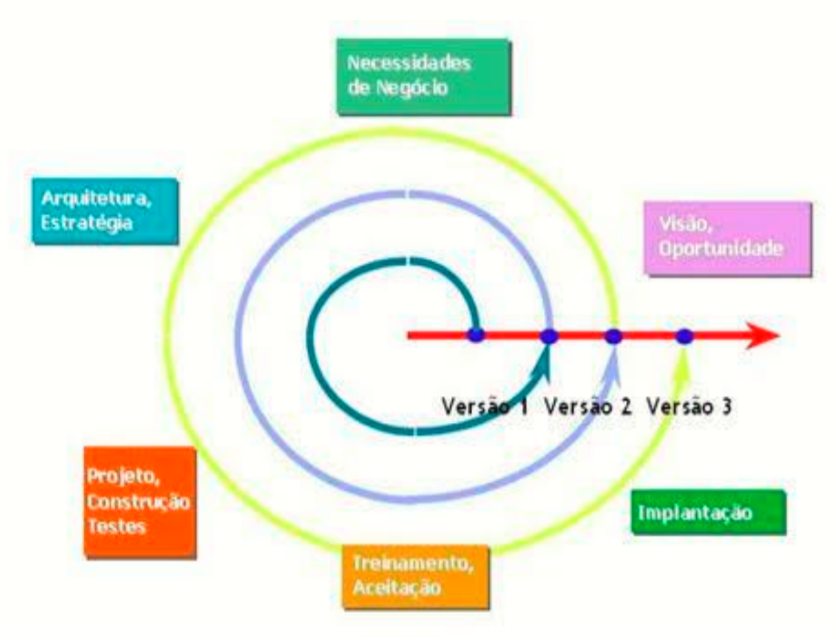 Necessidades
de Negócio
Arquitetura,
Estratégia
Visão,
Oportunidade
Versão 1 Versão 2 Versão 3
Projeto,
Construção
Testes
Implantação
Treinamento,
Aceitação